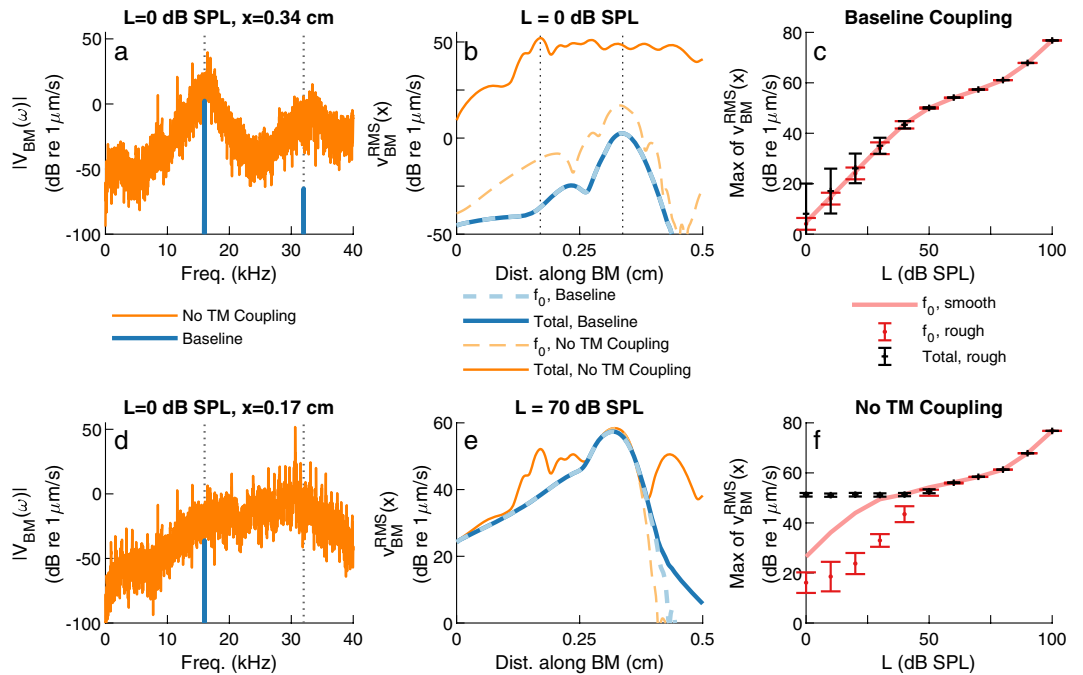 L=0 dB SPL, x=0.34 cm
a
50
0
-50
-100
0
10
20
30
40
|V_BM(ω)|
(dB re 1 μm/s)
Freq. (kHz)
No TM Coupling
Baseline
L = 0 dB SPL
b
50
0
-50
0
0.25
0.5
v_BM^RMS(x)
(dB re 1 μm/s)
Dist. along BM (cm)
f_0, Baseline
Total, Baseline
f_0, No TM Coupling
Total, No TM Coupling
Baseline Coupling
c
80
60
40
20
0
0
50
100
Max of v_BM^RMS(x)
(dB re 1 μm/s)
L (dB SPL)
f_0, smooth
f_0, rough
Total, rough
L=0 dB SPL, x=0.17 cm
d
50
0
-50
-100
0
10
20
30
40
|V_BM(ω)|
(dB re 1 μm/s)
Freq. (kHz)
L = 70 dB SPL
e
60
40
20
0
0
0.25
0.5
v_BM^RMS(x)
(dB re 1 μm/s)
Dist. along BM (cm)
No TM Coupling
f
80
60
40
20
0
0
50
100
Max of v_BM^RMS(x)
(dB re 1 μm/s)
L (dB SPL)